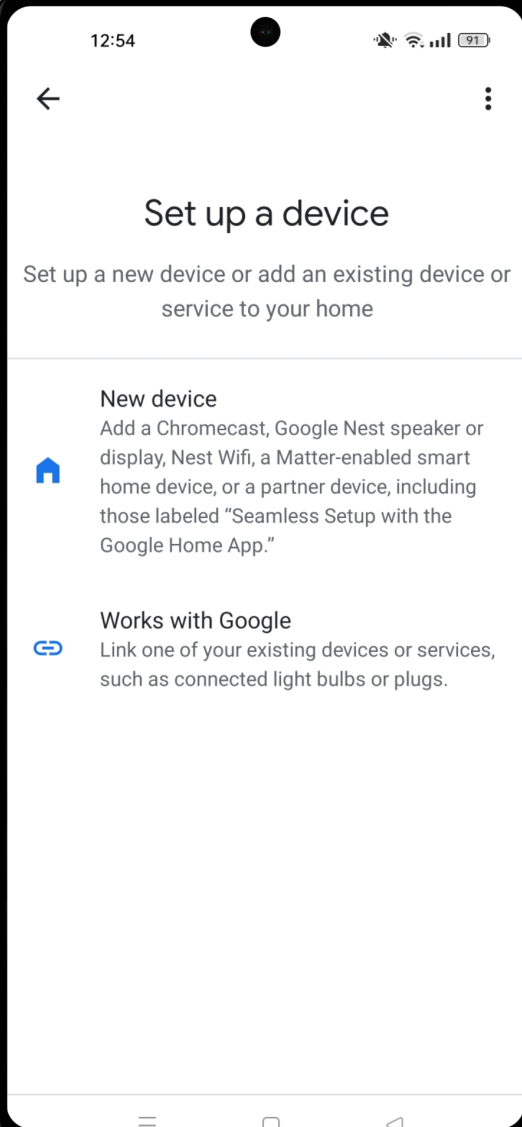 12:54
91
Set up a device
Set up a new device or add an existing device or
service to your home
New device
Add a Chromecast, Google Nest speaker or
display, Nest Wifi, a Matter-enabled smart
home device, or a partner device, including
those labeled “Seamless Setup with the
Google Home App.”
Works with Google
Link one of your existing devices or services,
such as connected light bulbs or plugs.